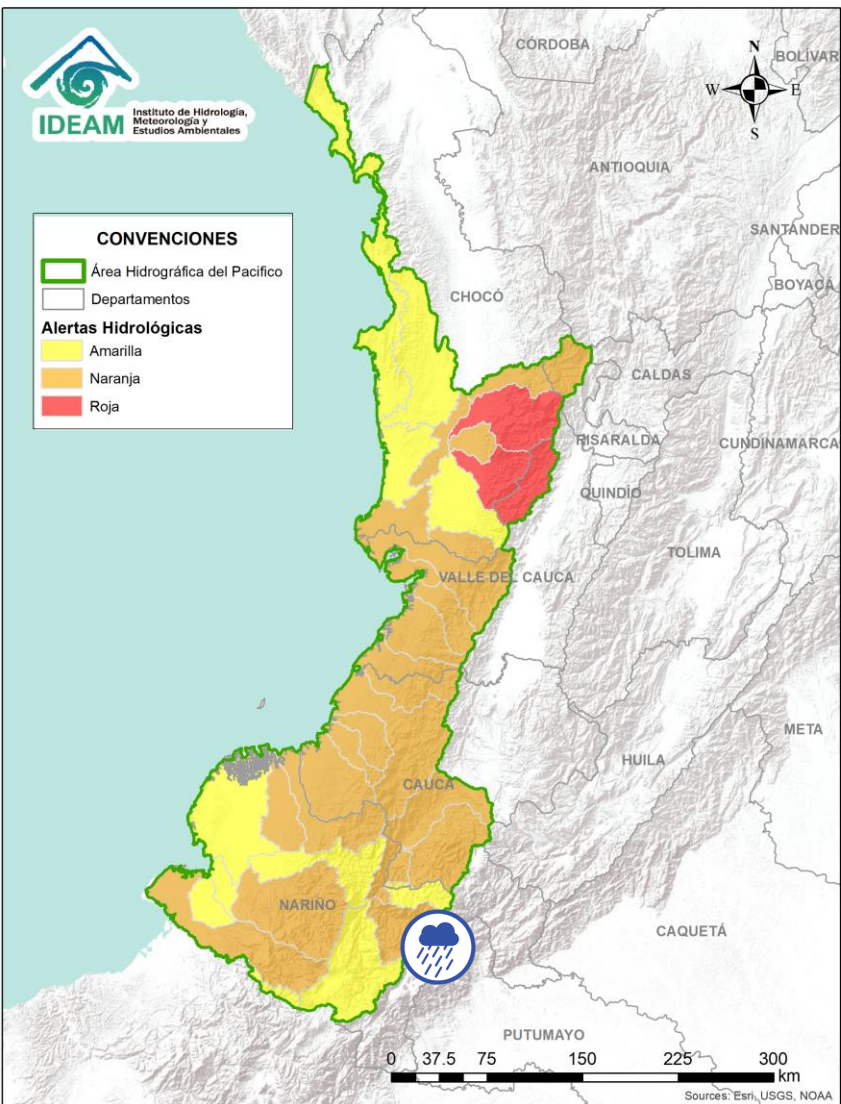 IDEAM
Instituto de Hidrología,
Meteorología y
Estudios Ambientales
CONVENCIONES
Área Hidrográfica del Pacifico
Departamentos
Alertas Hidrológicas
Amarilla
Naranja
Roja
N
W
E
S
CÓRDOBA
BOLÍVAR
ANTIOQUIA
SANTANDER
BOYACÁ
CHOCÓ
CALDAS
RISARALDA
CUNDINAMARCA
QUINDÍO
TOLIMA
VALLE DEL CAUCA
META
HUILA
CAUCA
NARIÑO
CAQUETÁ
PUTUMAYO
0 37.5 75 150 225 300
km
Sources: Esri, USGS, NOAA